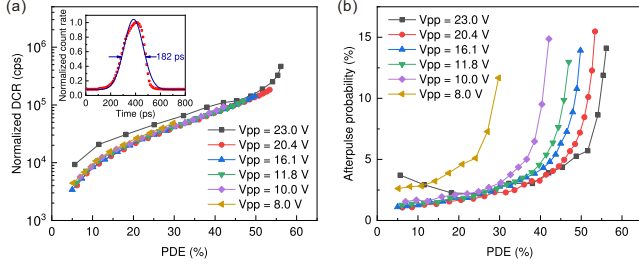 (a)
Normalized DCR (cps)
10⁶
10⁵
10⁴
10³
0 10 20 30 40 50 60
PDE (%)
Normalized count rate
1.0
0.8
0.6
0.4
0.2
0.0
0 200 400 600 800
Time (ps)
182 ps
Vpp = 23.0 V
Vpp = 20.4 V
Vpp = 16.1 V
Vpp = 11.8 V
Vpp = 10.0 V
Vpp = 8.0 V
(b)
Afterpulse probability (%)
15
10
5
0
0 10 20 30 40 50 60
PDE (%)
Vpp = 23.0 V
Vpp = 20.4 V
Vpp = 16.1 V
Vpp = 11.8 V
Vpp = 10.0 V
Vpp = 8.0 V